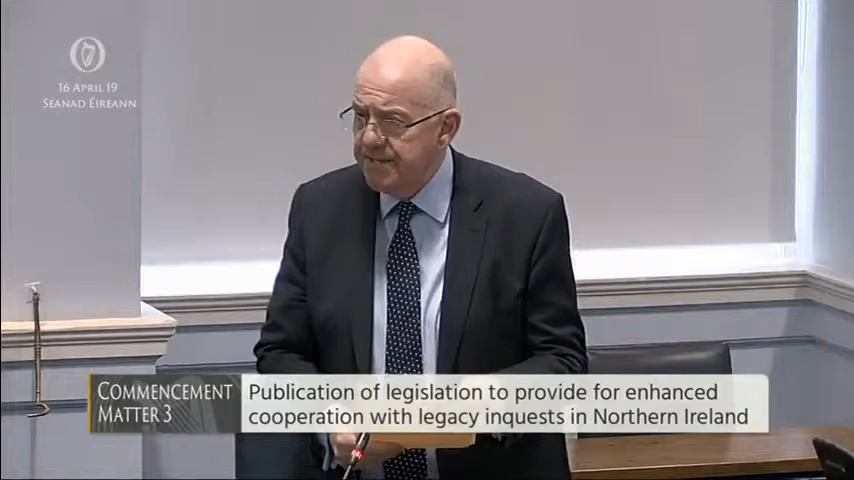 16 April 19
Seanad Éireann
Commencement
Matter 3
Publication of legislation to provide for enhanced
cooperation with legacy inquests in Northern Ireland